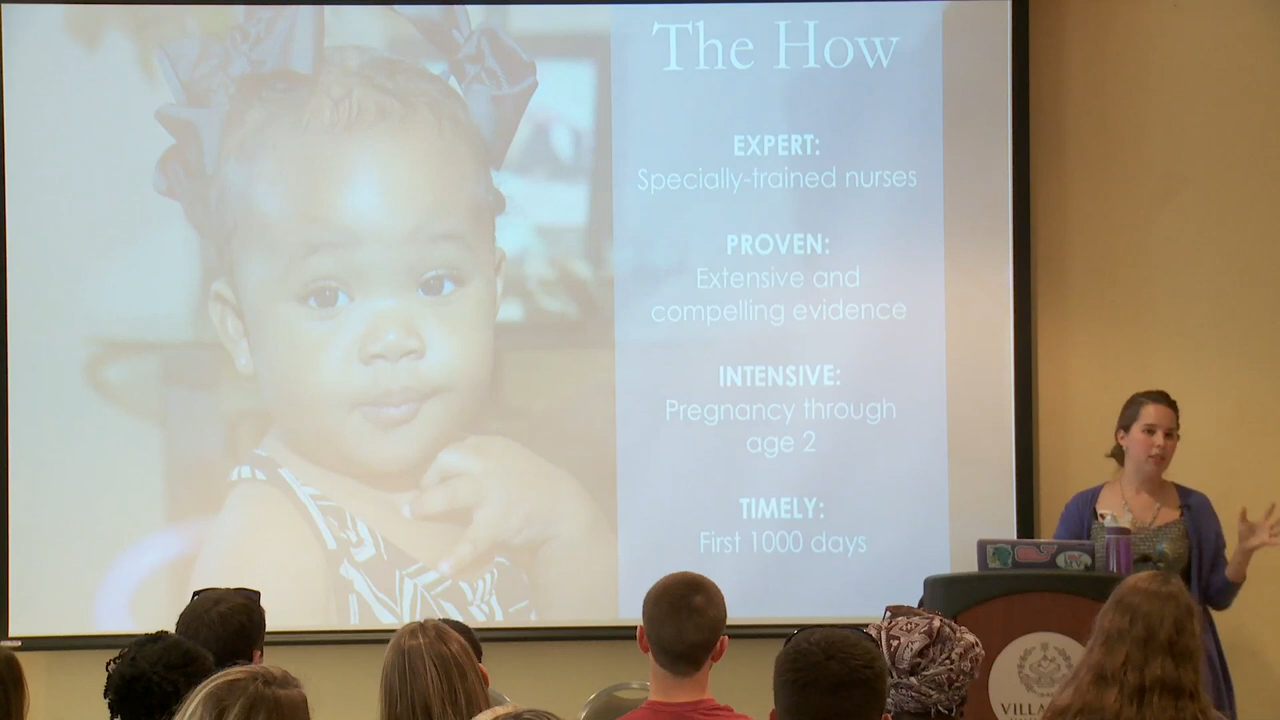 The How
EXPERT:
Specially-trained nurses
PROVEN:
Extensive and
compelling evidence
INTENSIVE:
Pregnancy through
age 2
TIMELY:
First 1000 days